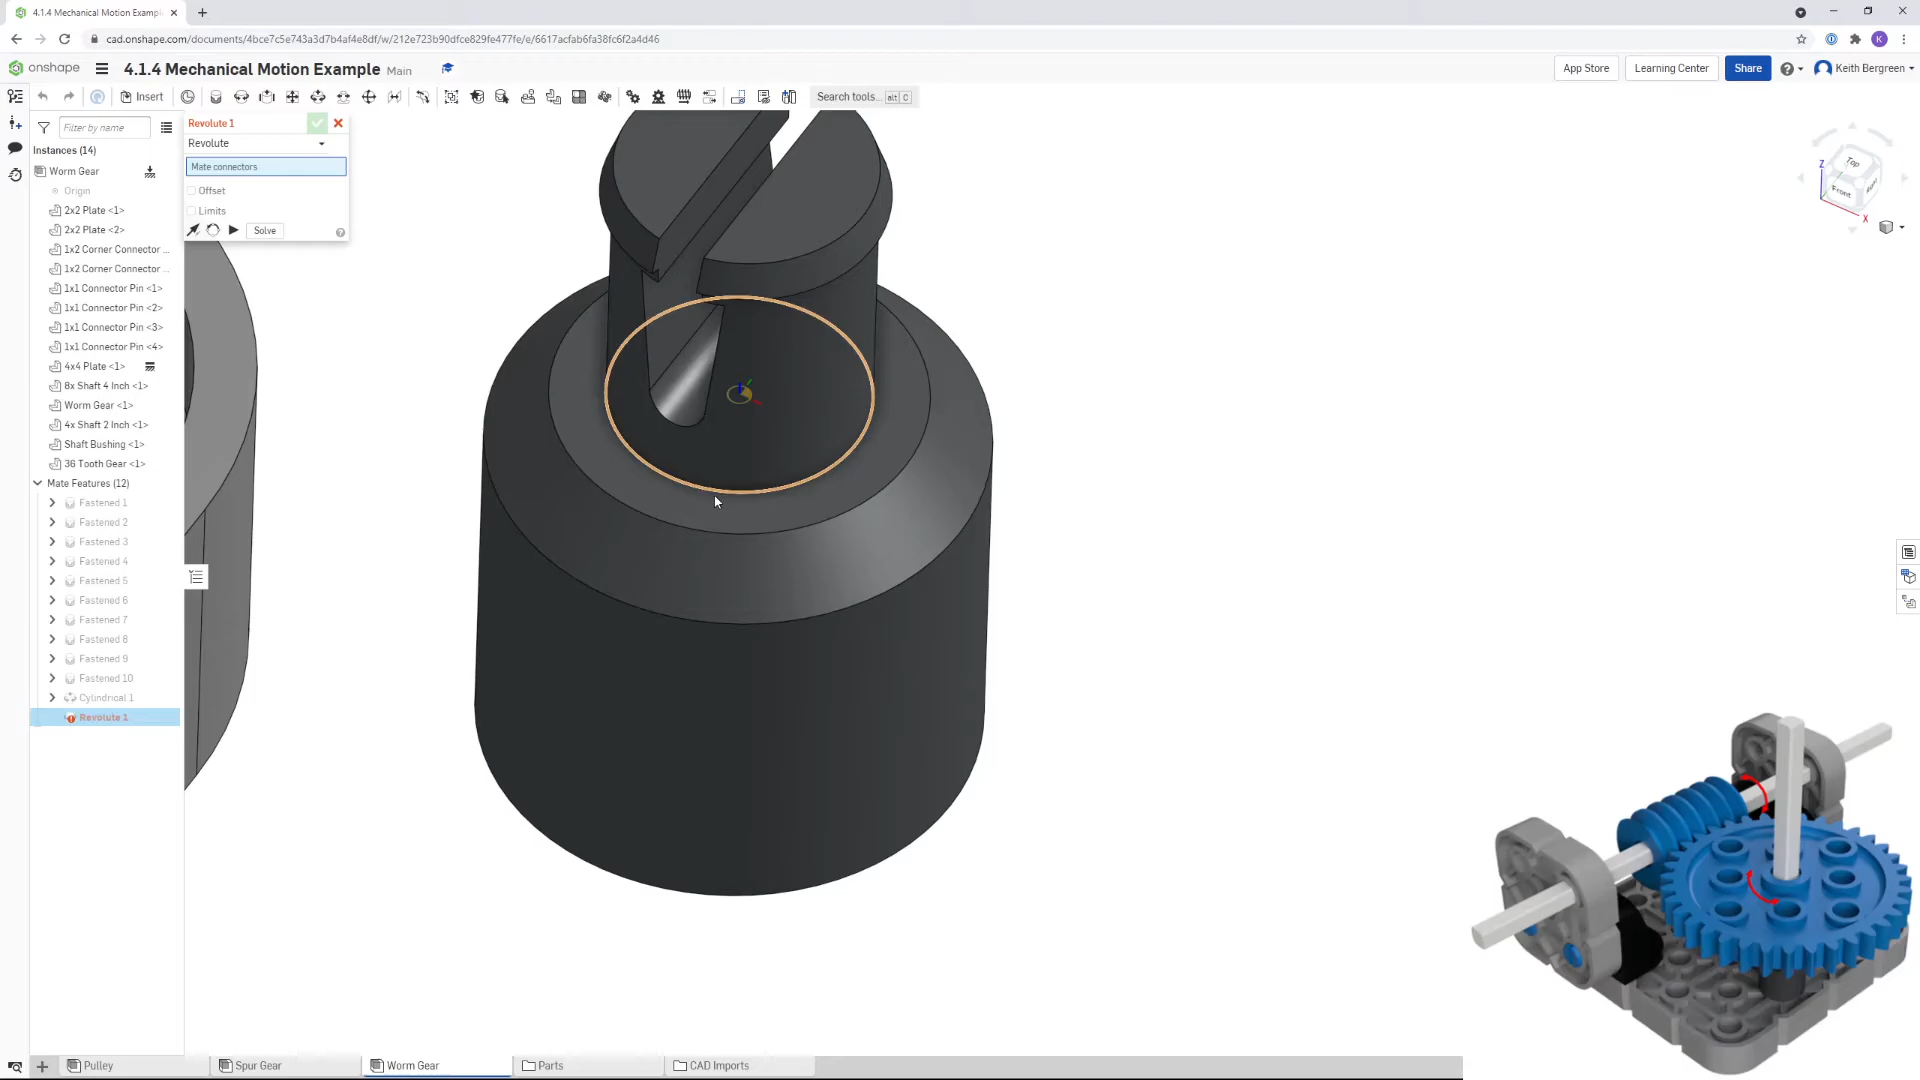 4.1.4 Mechanical Motion Exampl
cad.onshape.com/documents/4bce7c5e743a3d7b4af4e8df/w/212e723b90dfce829fe477fe/e/6617acfab6fa38fc6f2a4d46
K
onshape
4.1.4 Mechanical Motion Example Main
App Store
Learning Center
Share
Keith Bergreen
Insert
Search tools... alt C
Filter by name
Instances (14)
Worm Gear
Origin
2x2 Plate <1>
2x2 Plate <2>
1x2 Corner Connector ...
1x2 Corner Connector ...
1x1 Connector Pin <1>
1x1 Connector Pin <2>
1x1 Connector Pin <3>
1x1 Connector Pin <4>
4x4 Plate <1>
8x Shaft 4 Inch <1>
Worm Gear <1>
4x Shaft 2 Inch <1>
Shaft Bushing <1>
36 Tooth Gear <1>
Mate Features (12)
Fastened 1
Fastened 2
Fastened 3
Fastened 4
Fastened 5
Fastened 6
Fastened 7
Fastened 8
Fastened 9
Fastened 10
Cylindrical 1
Revolute 1
Revolute 1
Revolute
Mate connectors
Offset
Limits
Solve
Z
Top
Front
Right
X
Pulley
Spur Gear
Worm Gear
Parts
CAD Imports